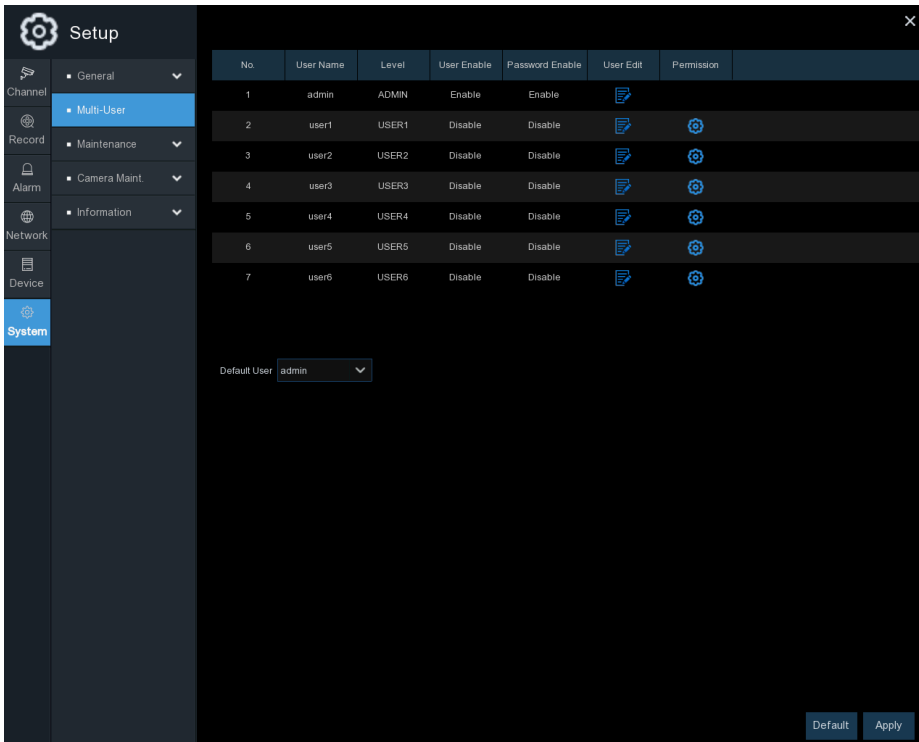 Setup
Channel
Record
Alarm
Network
Device
System
General
Multi-User
Maintenance
Camera Maint.
Information
No. User Name Level User Enable Password Enable User Edit Permission
1 admin ADMIN Enable Enable
2 user1 USER1 Disable Disable
3 user2 USER2 Disable Disable
4 user3 USER3 Disable Disable
5 user4 USER4 Disable Disable
6 user5 USER5 Disable Disable
7 user6 USER6 Disable Disable
Default User admin
Default Apply